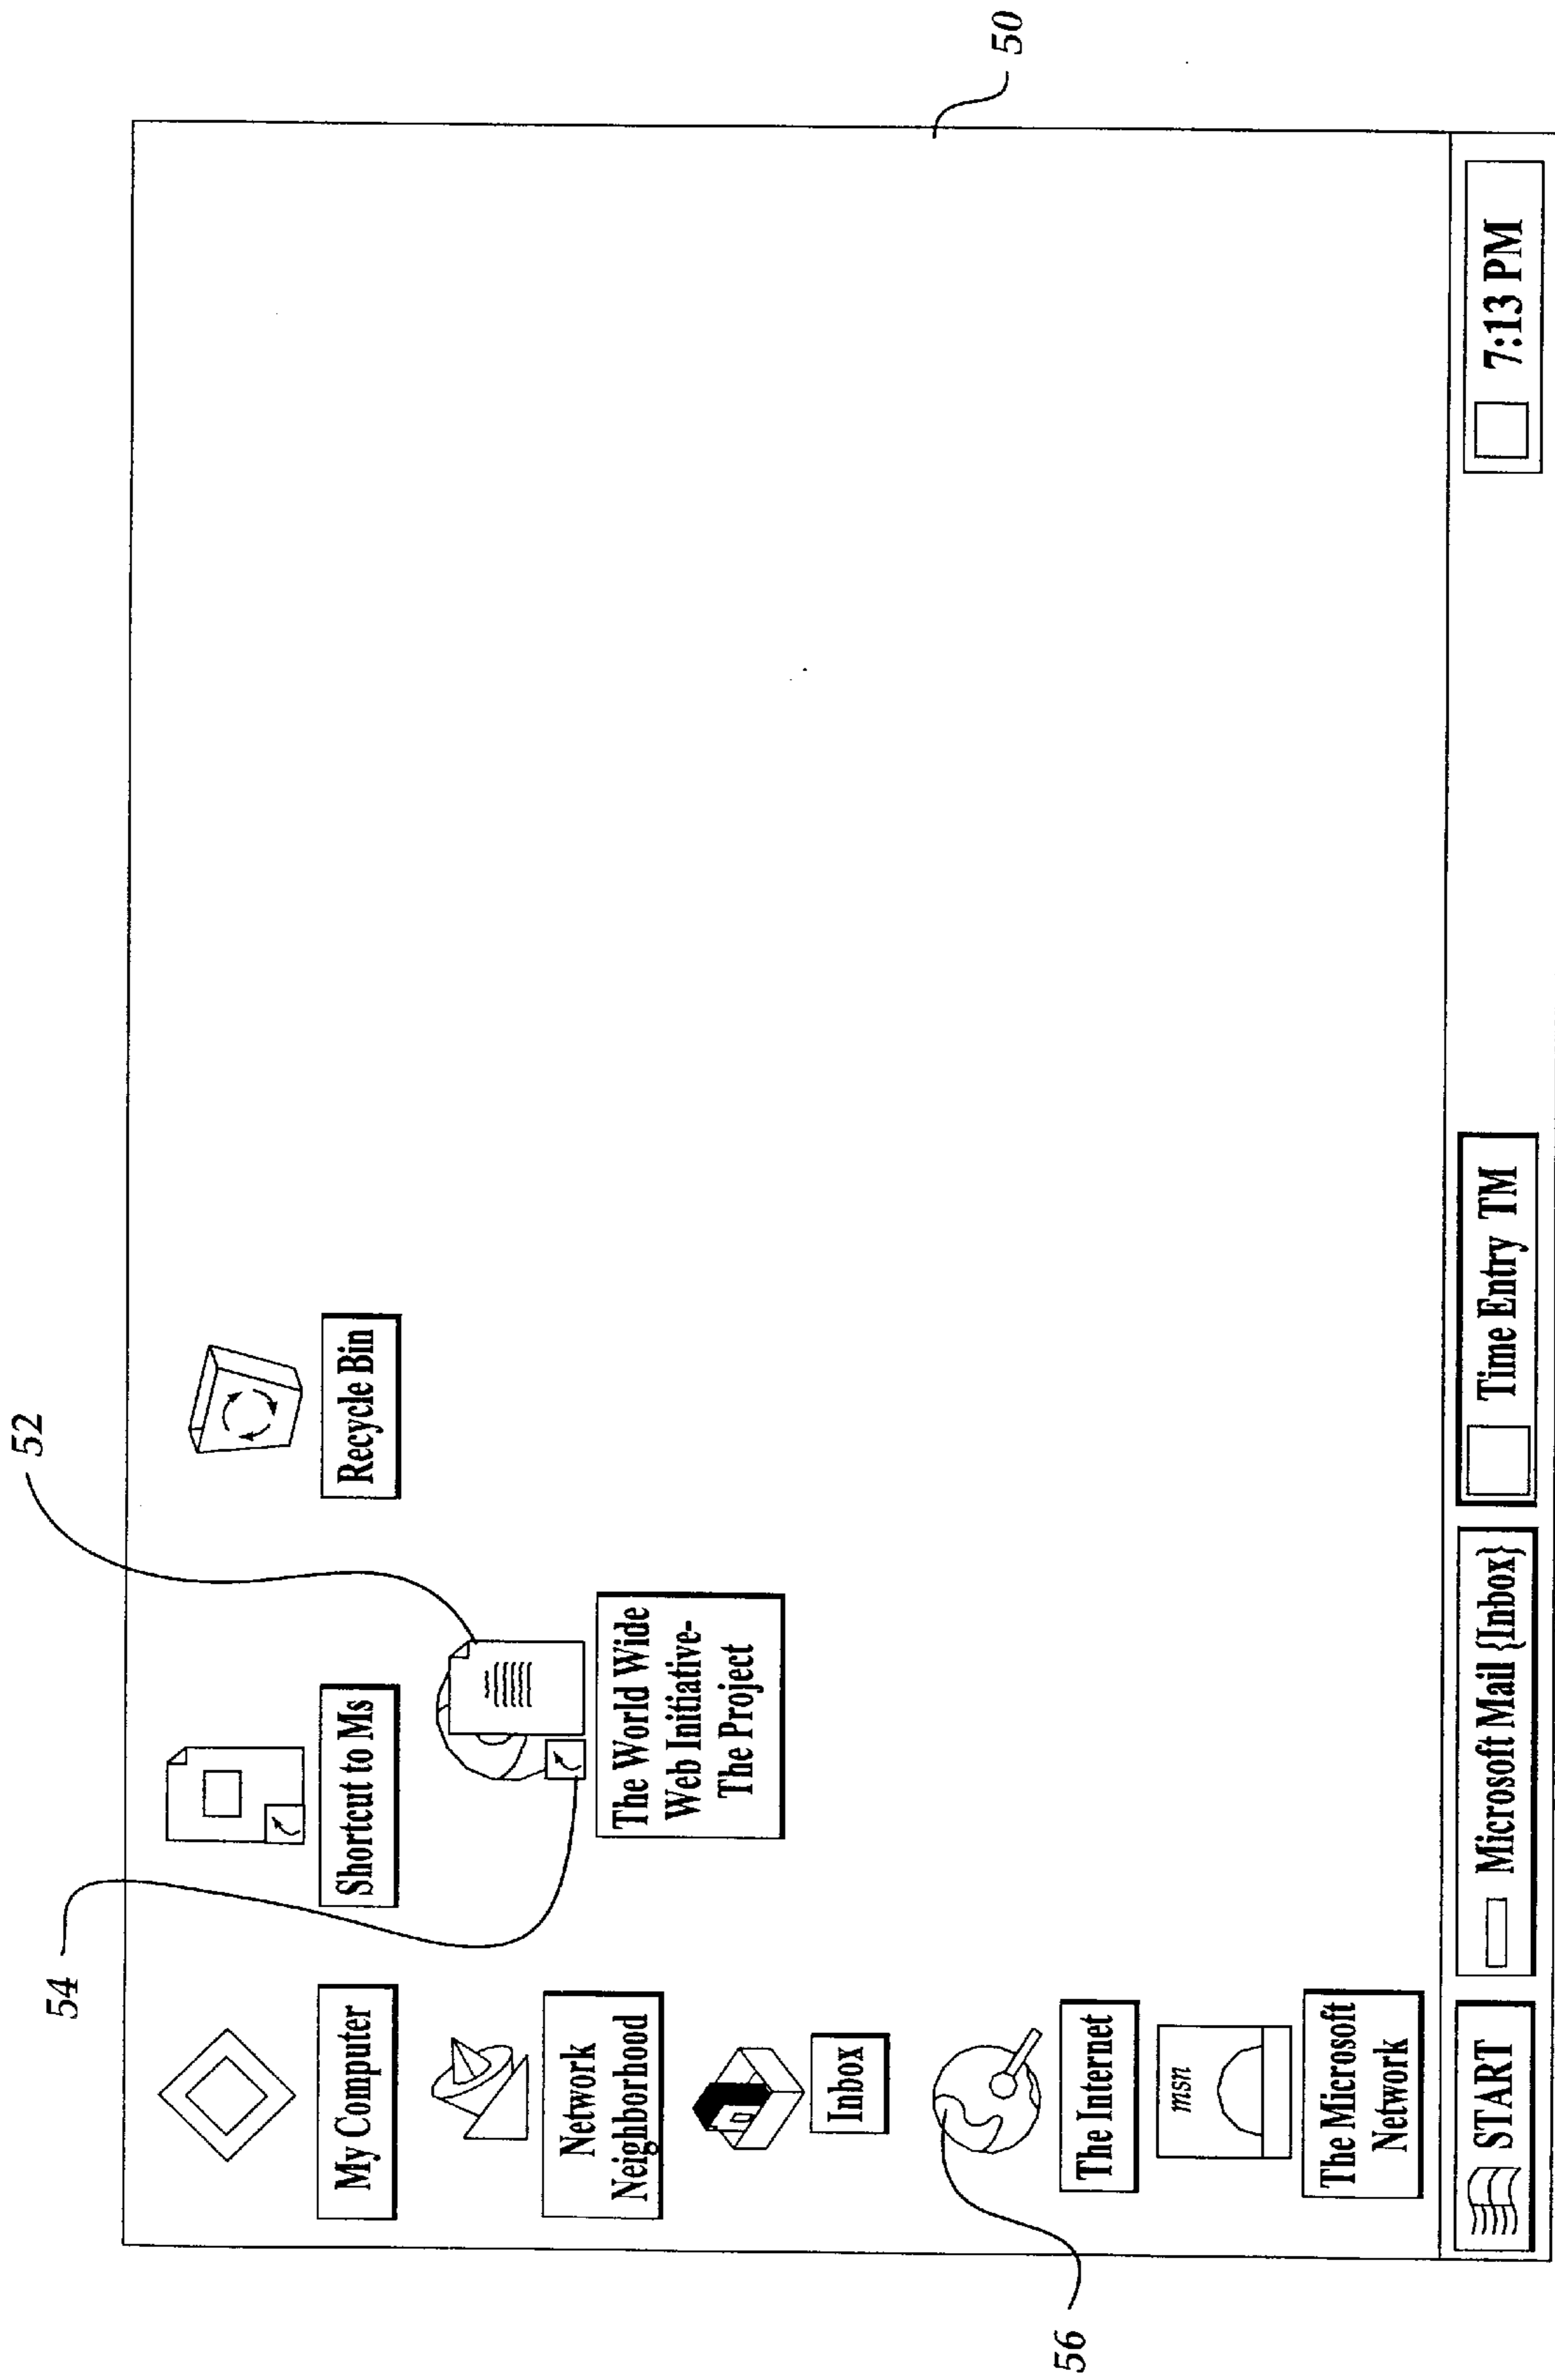 54
52
50
56
My Computer
Shortcut to Ms
Recycle Bin
Network
Neighborhood
The World Wide
Web Initiative-
The Project
Inbox
The Internet
msn
The Microsoft
Network
START
Microsoft Mail {Inbox}
Time Entry TM
7:13 PM